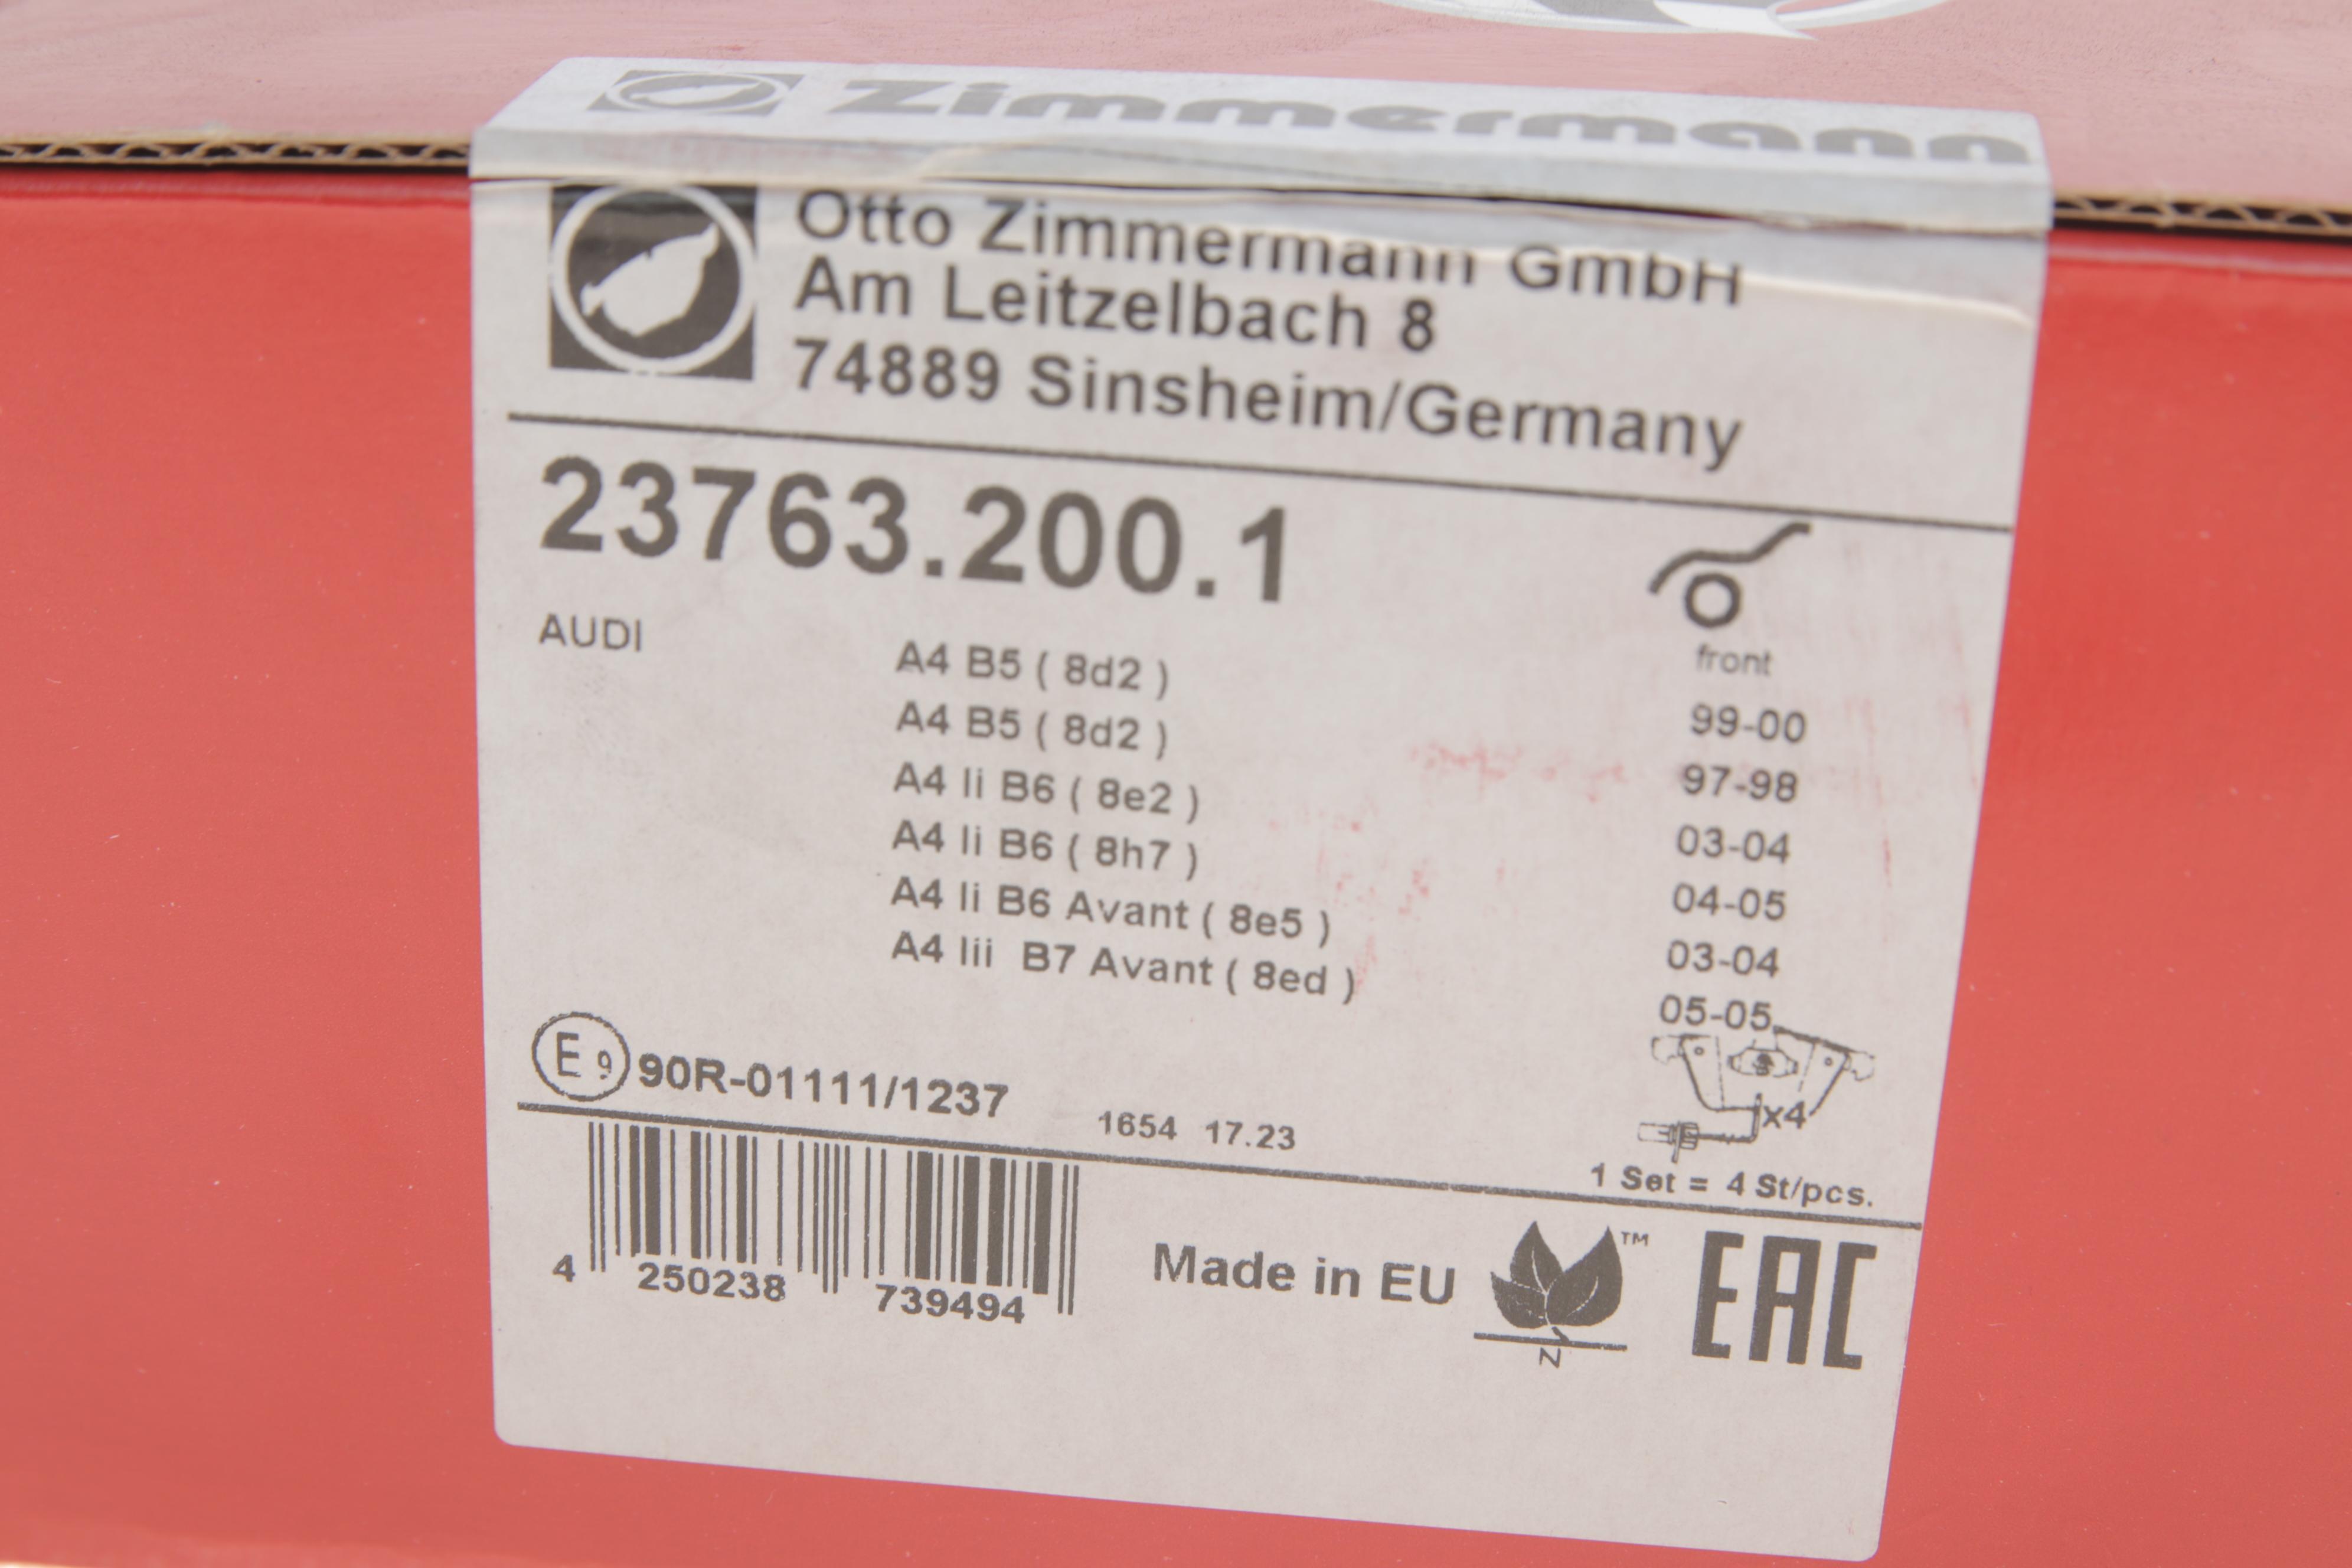 Zimmermann
Otto Zimmermann GmbH
Am Leitzelbach 8
74889 Sinsheim/Germany
23763.200.1
front
AUDI
A4 B5 ( 8d2 ) 99-00
A4 B5 ( 8d2 ) 97-98
A4 Ii B6 ( 8e2 ) 03-04
A4 Ii B6 ( 8h7 ) 04-05
A4 Ii B6 Avant ( 8e5 ) 03-04
A4 Iii B7 Avant ( 8ed ) 05-05
E9 90R-01111/1237
1654 17.23
x4
1 Set = 4 St/pcs.
4 250238 739494
Made in EU
TM
N
EAC